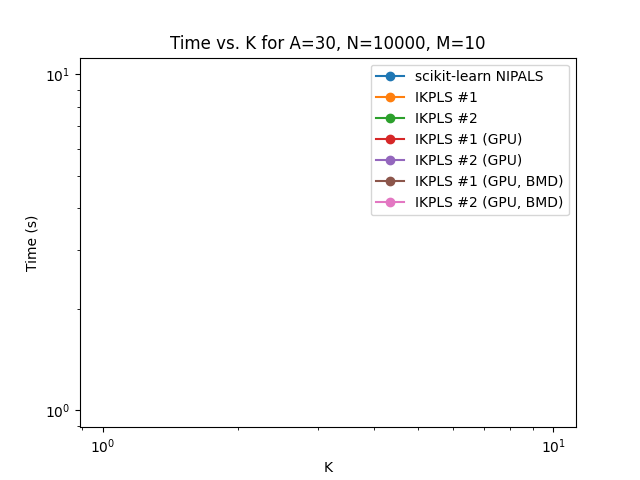 Time vs. K for A=30, N=10000, M=10
10¹
10⁰
Time (s)
scikit-learn NIPALS
IKPLS #1
IKPLS #2
IKPLS #1 (GPU)
IKPLS #2 (GPU)
IKPLS #1 (GPU, BMD)
IKPLS #2 (GPU, BMD)
10⁰
10¹
K